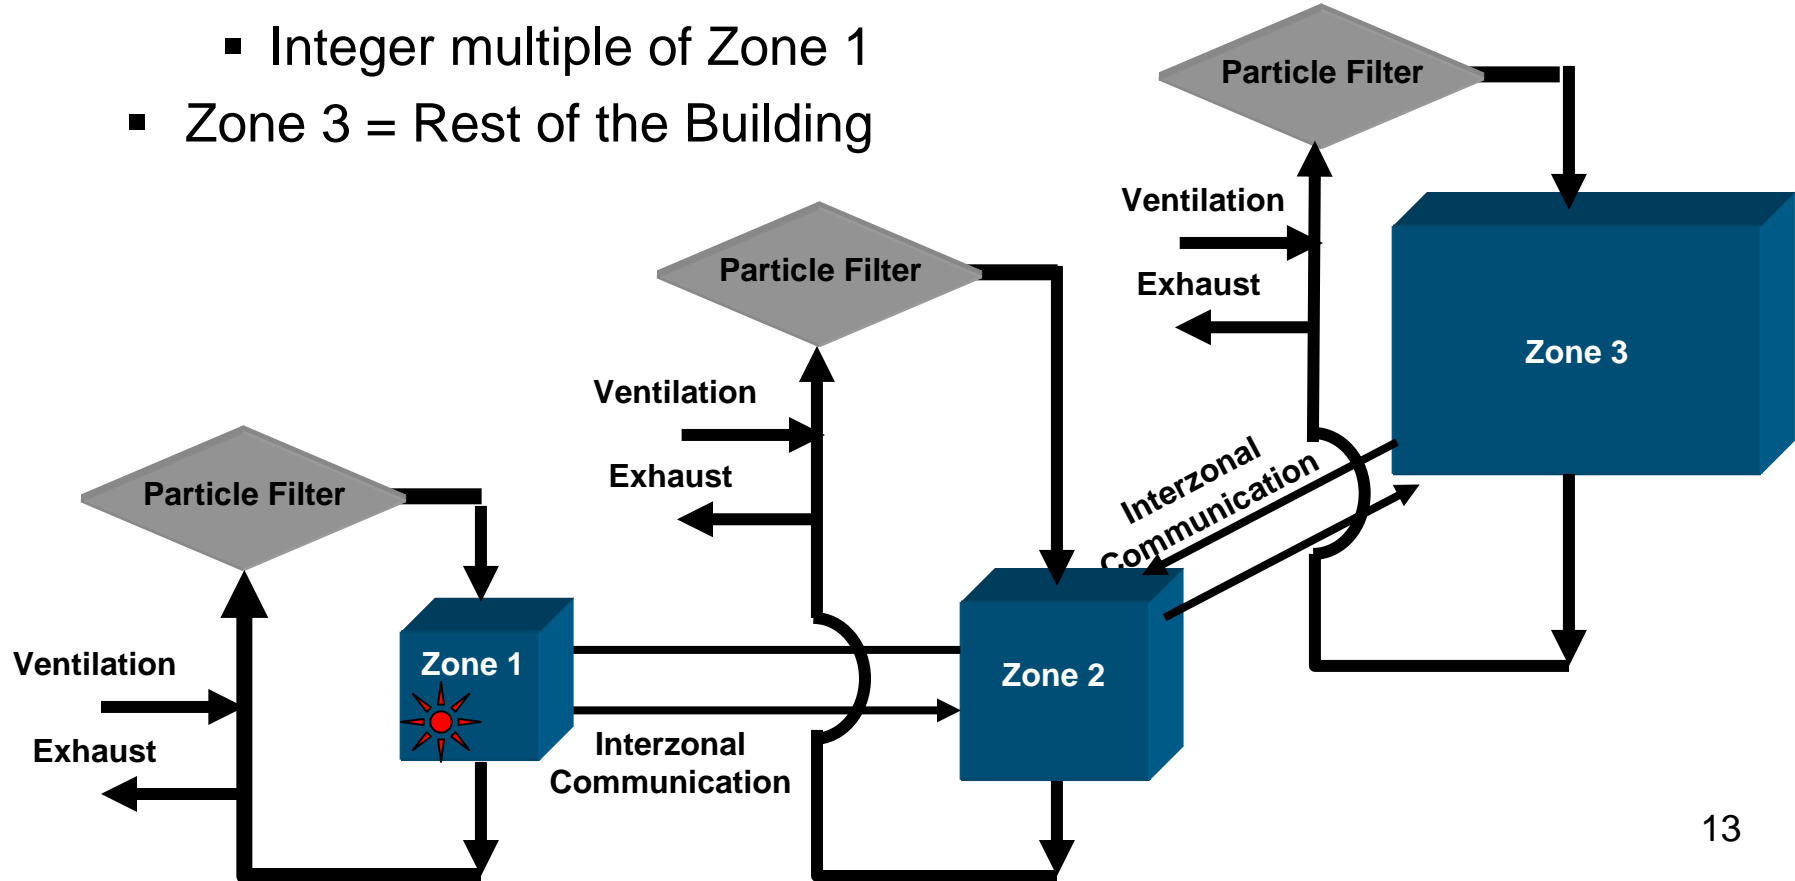 ▪ Integer multiple of Zone 1
▪ Zone 3 = Rest of the Building
Particle Filter
Ventilation
Exhaust
Zone 3
Particle Filter
Ventilation
Exhaust
Interzonal
Communication
Zone 2
Particle Filter
Ventilation
Exhaust
Zone 1
Interzonal
Communication
13